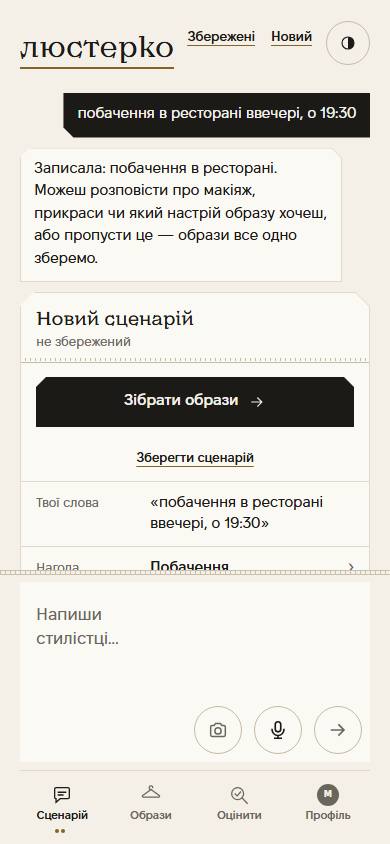 люстерко
Збережені
Новий
побачення в ресторані ввечері, о 19:30
Записала: побачення в ресторані.
Можеш розповісти про макіяж,
прикраси чи який настрій образу хочеш,
або пропусти це — образи все одно
зберемо.
Новий сценарій
не збережений
Зібрати образи →
Зберегти сценарій
Твої слова
«побачення в ресторані
ввечері, о 19:30»
Нагода
Побачення
Напиши
стилістці...
Сценарій
Образи
Оцінити
М
Профіль